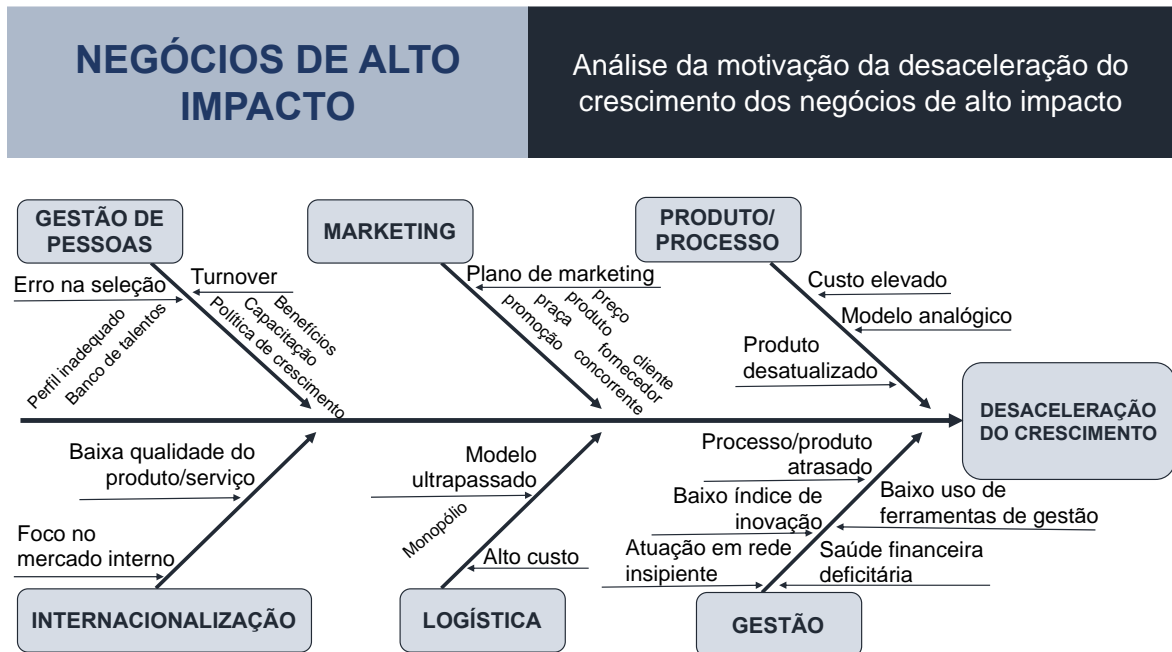 NEGÓCIOS DE ALTO
IMPACTO
Análise da motivação da desaceleração do
crescimento dos negócios de alto impacto
GESTÃO DE
PESSOAS
MARKETING
PRODUTO/
PROCESSO
Erro na seleção
Turnover
Perfil inadequado
Banco de talentos
Benefícios
Capacitação
Política de crescimento
Plano de marketing
preço
produto
praça
promoção
cliente
fornecedor
concorrente
Custo elevado
Modelo analógico
Produto
desatualizado
DESACELERAÇÃO
DO CRESCIMENTO
Baixa qualidade do
produto/serviço
Foco no
mercado interno
Modelo
ultrapassado
Monopólio
Alto custo
Processo/produto
atrasado
Baixo índice de
inovação
Baixo uso de
ferramentas de gestão
Atuação em rede
insipiente
Saúde financeira
deficitária
INTERNACIONALIZAÇÃO
LOGÍSTICA
GESTÃO